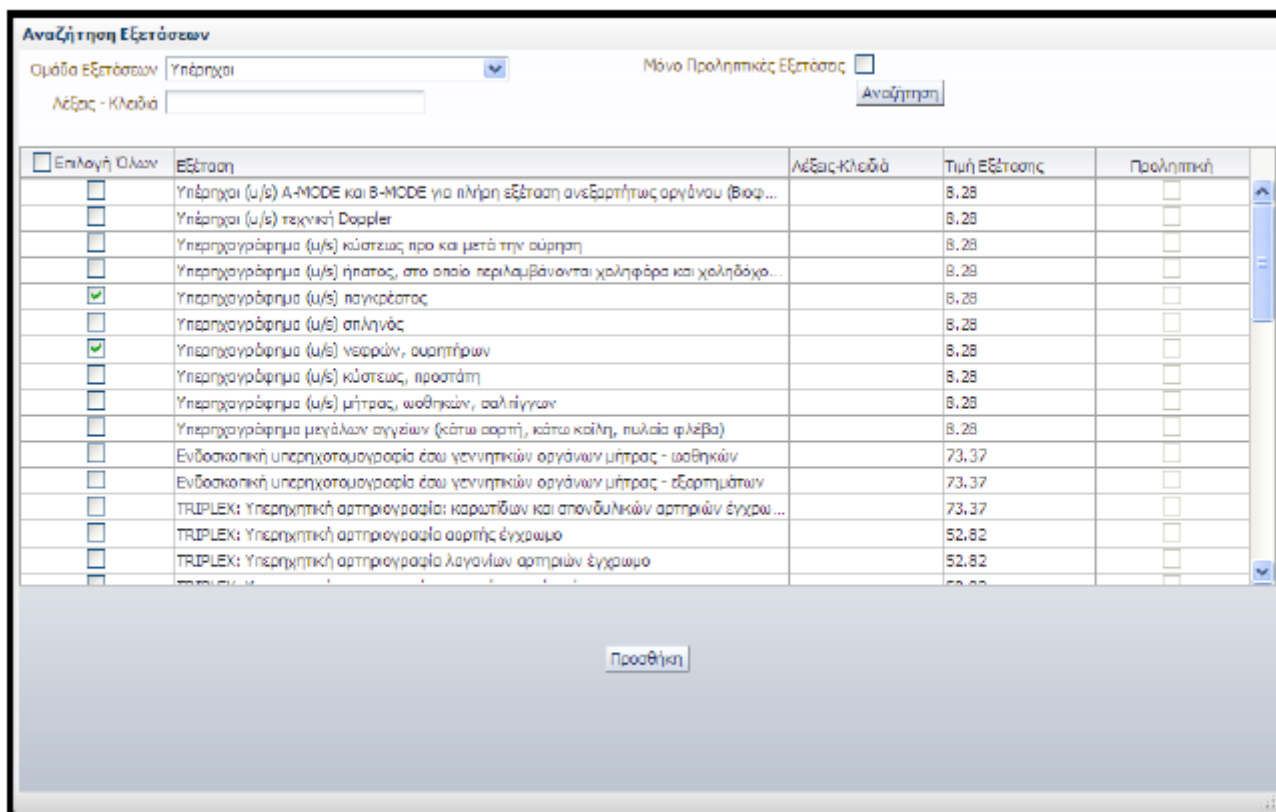 Αναζήτηση Εξετάσεων
Ομάδα Εξετάσεων Υπέρηχοι Μόνο Προληπτικές Εξετάσεις
Λέξεις - Κλειδιά Αναζήτηση
Επιλογή Όλων Εξέταση Λέξεις-Κλειδιά Τιμή Εξέτασης Προληπτική
Υπέρηχοι (u/s) A-MODE και B-MODE για πλήρη εξέταση ανεξαρτήτως οργάνου (Βιοφ... 8.28
Υπέρηχοι (u/s) τεχνική Doppler 8.28
Υπερηχογράφημα (u/s) κύστεως προ και μετά την ούρηση 8.28
Υπερηχογράφημα (u/s) ήπατος, στο οποίο περιλαμβάνονται χοληφόρα και χοληδόχο... 8.28
Υπερηχογράφημα (u/s) παγκρέατος 8.28
Υπερηχογράφημα (u/s) σπληνός 8.28
Υπερηχογράφημα (u/s) νεφρών, ουρητήρων 8.28
Υπερηχογράφημα (u/s) κύστεως, προστάτη 8.28
Υπερηχογράφημα (u/s) μήτρας, ωοθηκών, σαλπίγγων 8.28
Υπερηχογράφημα μεγάλων αγγείων (κάτω αορτή, κάτω κοίλη, πυλαία φλέβα) 8.28
Ενδοσκοπική υπερηχοτομογραφία έσω γεννητικών οργάνων μήτρας - ωοθηκών 73.37
Ενδοσκοπική υπερηχοτομογραφία έσω γεννητικών οργάνων μήτρας - εξαρτημάτων 73.37
TRIPLEX: Υπερηχητική αρτηριογραφία: καρωτίδων και σπονδυλικών αρτηριών έγχρω... 73.37
TRIPLEX: Υπερηχητική αρτηριογραφία αορτής έγχρωμο 52.82
TRIPLEX: Υπερηχητική αρτηριογραφία λαγονίων αρτηριών έγχρωμο 52.82
Προσθήκη